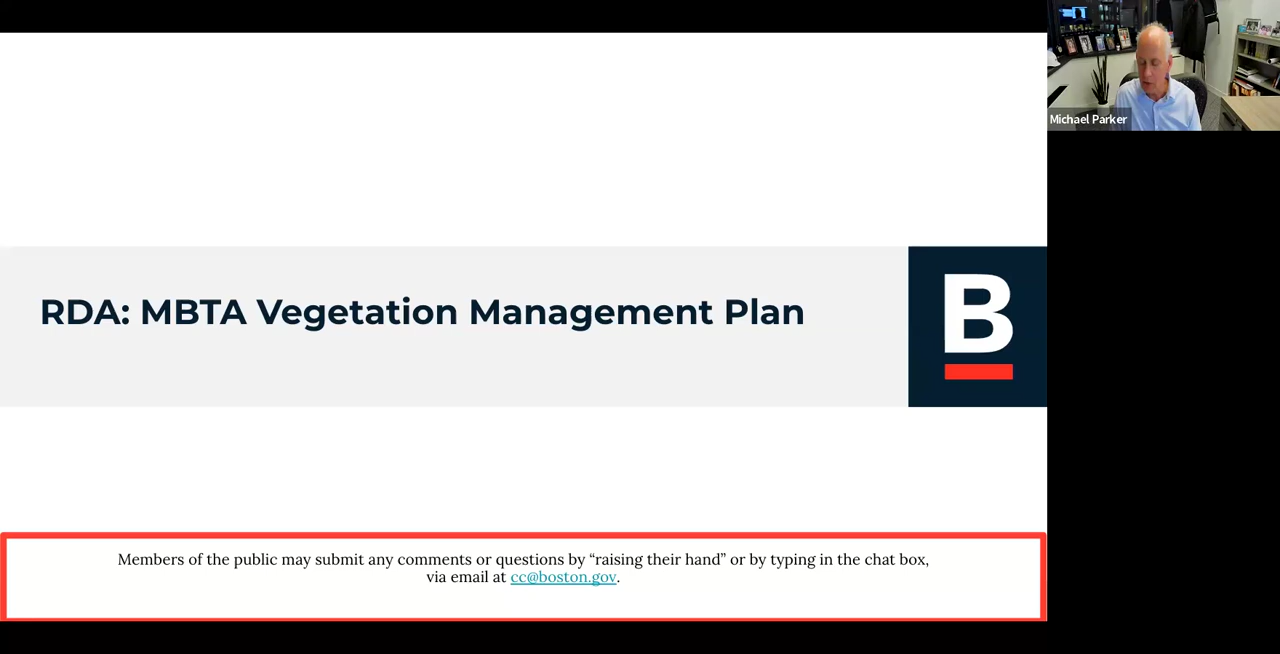 Michael Parker
RDA: MBTA Vegetation Management Plan
B
Members of the public may submit any comments or questions by “raising their hand” or by typing in the chat box,
via email at cc@boston.gov.